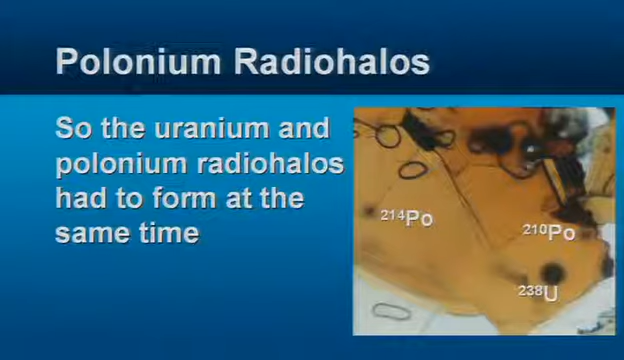 Polonium Radiohalos
So the uranium and
polonium radiohalos
had to form at the
same time
²¹⁴Po
²¹⁰Po
²³⁸U